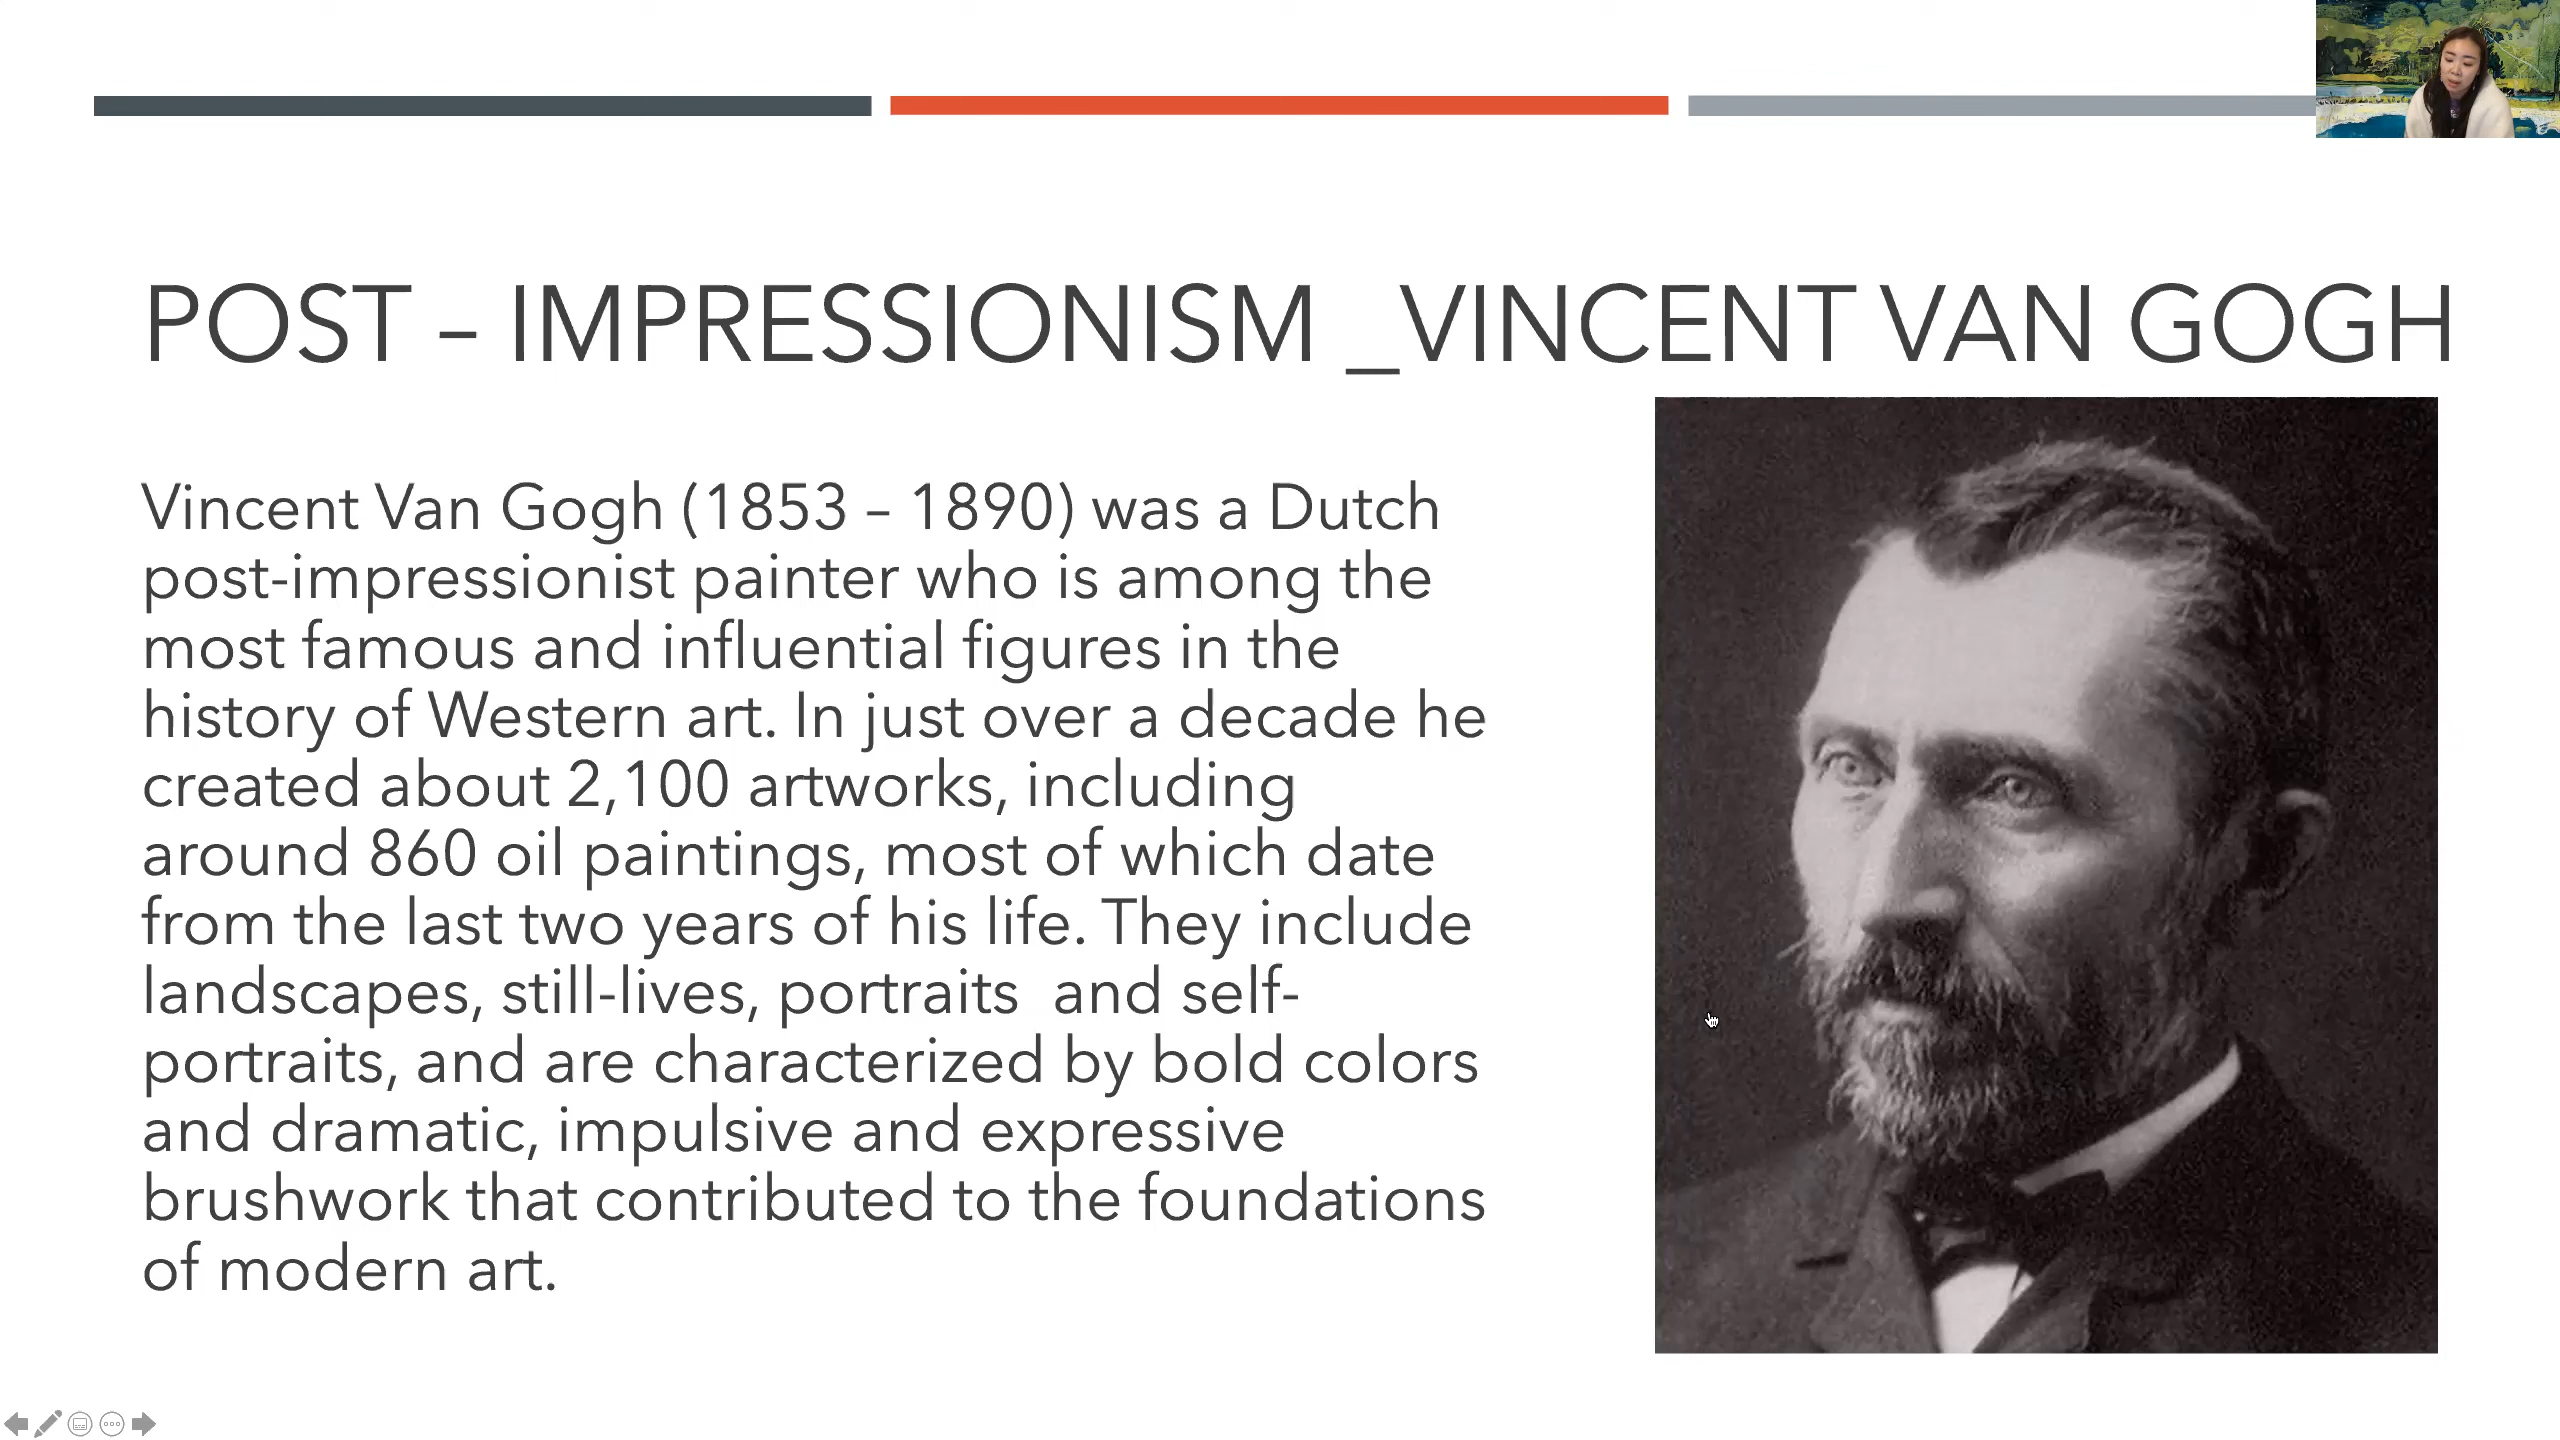 POST – IMPRESSIONISM _VINCENT VAN GOGH
Vincent Van Gogh (1853 – 1890) was a Dutch
post-impressionist painter who is among the
most famous and influential figures in the
history of Western art. In just over a decade he
created about 2,100 artworks, including
around 860 oil paintings, most of which date
from the last two years of his life. They include
landscapes, still-lives, portraits  and self-
portraits, and are characterized by bold colors
and dramatic, impulsive and expressive
brushwork that contributed to the foundations
of modern art.